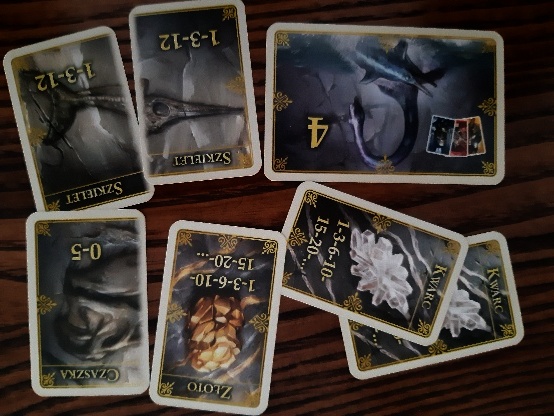 1-3-12
SZKIELET
1-3-12
SZKIELET
4
0-5
CZASZKA
1-3-6-10-
15-20-...
ZŁOTO
1-3-6-10-
15-20-...
KWARC
KWARC